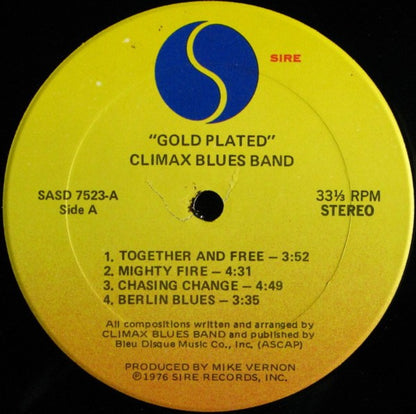 SIRE
"GOLD PLATED"
CLIMAX BLUES BAND
SASD 7523-A
Side A
33⅓ RPM
STEREO
1. TOGETHER AND FREE – 3:52
2. MIGHTY FIRE – 4:31
3. CHASING CHANGE – 4:49
4. BERLIN BLUES – 3:35
All compositions written and arranged by
CLIMAX BLUES BAND and published by
Bleu Disque Music Co., Inc. (ASCAP)
PRODUCED BY MIKE VERNON
℗1976 SIRE RECORDS, INC.